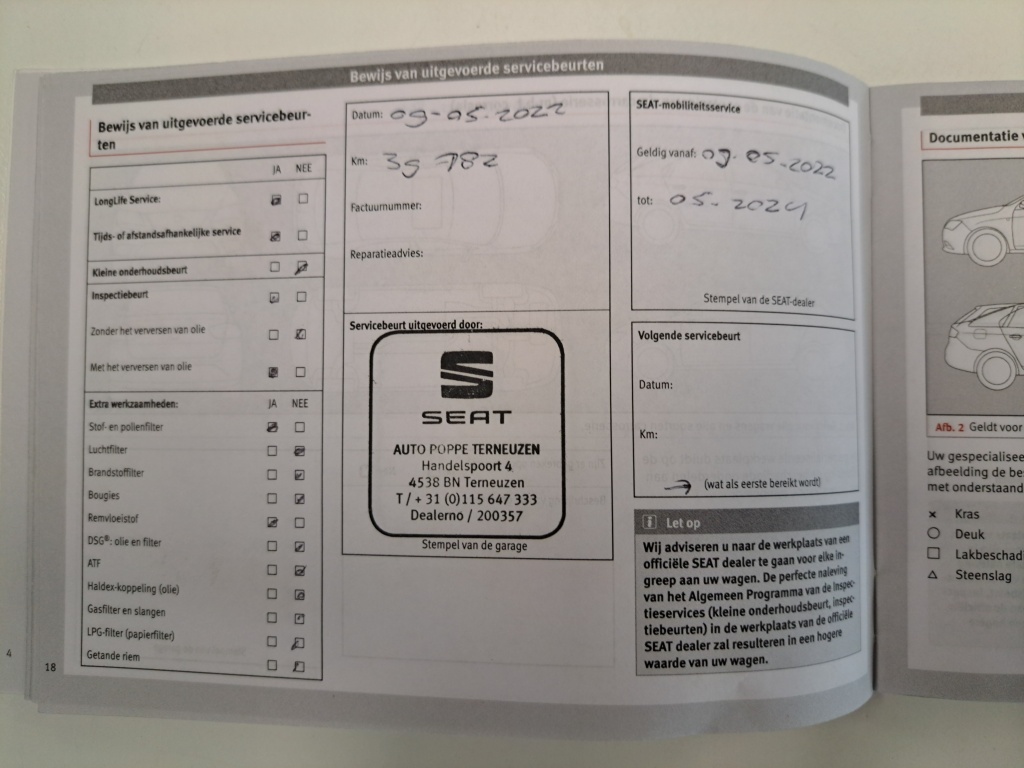 Bewijs van uitgevoerde servicebeurten
Bewijs van uitgevoerde servicebeur-
ten
JA NEE
LongLife Service:
Tijds- of afstandsafhankelijke service
Kleine onderhoudsbeurt
Inspectiebeurt
Zonder het verversen van olie
Met het verversen van olie
Extra werkzaamheden: JA NEE
Stof- en pollenfilter
Luchtfilter
Brandstoffilter
Bougies
Remvloeistof
DSG®: olie en filter
ATF
Haldex-koppeling (olie)
Gasfilter en slangen
LPG-filter (papierfilter)
Getande riem
4
18
Datum: 09-05-2022
Km: 39 782
Factuurnummer:
Reparatieadvies:
Servicebeurt uitgevoerd door:
SEAT
AUTO POPPE TERNEUZEN
Handelspoort 4
4538 BN Terneuzen
T / + 31 (0)115 647 333
Dealerno / 200357
Stempel van de garage
SEAT-mobiliteitsservice
Geldig vanaf: 09-05-2022
tot: 05-2024
Stempel van de SEAT-dealer
Volgende servicebeurt
Datum:
Km:
(wat als eerste bereikt wordt)
Let op
Wij adviseren u naar de werkplaats van een
officiële SEAT dealer te gaan voor elke in-
greep aan uw wagen. De perfecte naleving
van het Algemeen Programma van de Inspec-
tieservices (kleine onderhoudsbeurt, inspec-
tiebeurten) in de werkplaats van de officiële
SEAT dealer zal resulteren in een hogere
waarde van uw wagen.
Documentatie
Afb. 2 Geldt voor
Uw gespecialisee
afbeelding de be
met onderstaand
Kras
Deuk
Lakbeschad
Steenslag